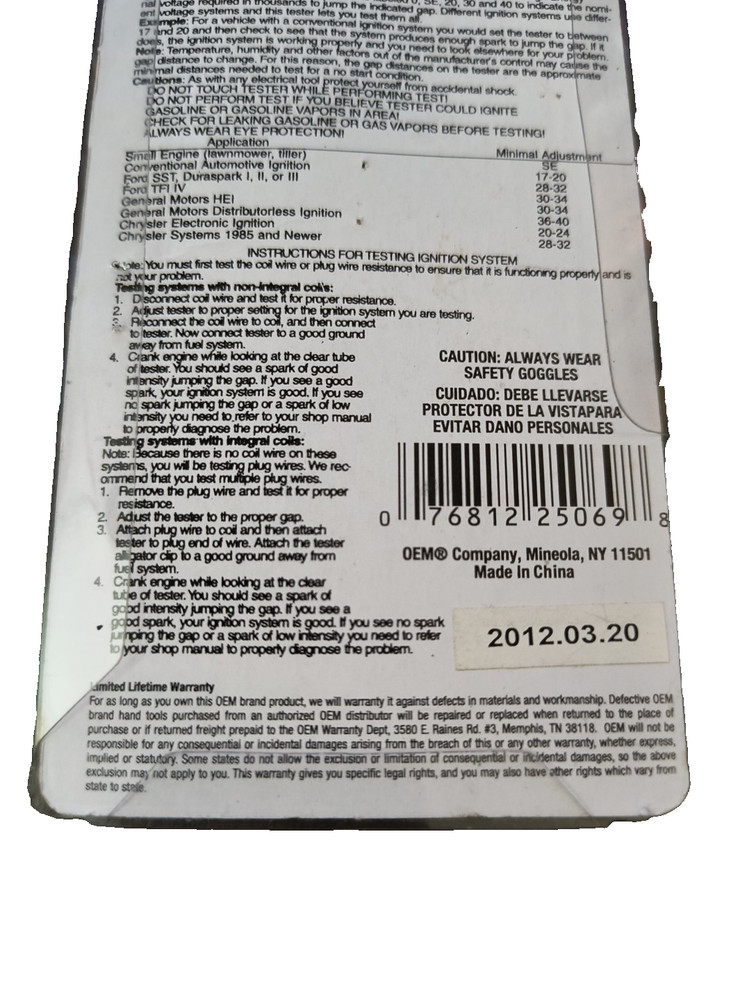 voltage required in thousands to jump the indicated gap. Different ignition systems use differ-
ent voltage systems and this tester lets you test them all.
Example: For a vehicle with a conventional ignition system you would set the tester to between
17 and 20 and then check to see that the system produces enough spark to jump the gap. If it
does, the ignition system is working properly and you need to look elsewhere for your problem.
Note: Temperature, humidity and other factors out of the manufacturer's control may cause the
gap distance to change. For this reason, the gap distances on the tester are the approximate
minimal distances needed to test for a no start condition.
Cautions: As with any electrical tool protect yourself from accidental shock.
DO NOT TOUCH TESTER WHILE PERFORMING TEST!
DO NOT PERFORM TEST IF YOU BELIEVE TESTER COULD IGNITE
GASOLINE OR GASOLINE VAPORS IN AREA!
CHECK FOR LEAKING GASOLINE OR GAS VAPORS BEFORE TESTING!
ALWAYS WEAR EYE PROTECTION!
Application Minimal Adjustment
Small Engine (lawnmower, tiller) SE
Conventional Automotive Ignition 17-20
Ford SST, Duraspark I, II, or III 28-32
Ford TFI IV 30-34
General Motors HEI 30-34
General Motors Distributorless Ignition 36-40
Chrysler Electronic Ignition 20-24
Chrysler Systems 1985 and Newer 28-32
INSTRUCTIONS FOR TESTING IGNITION SYSTEM
Note: You must first test the coil wire or plug wire resistance to ensure that it is functioning properly and is
not your problem.
Testing systems with non-integral coils:
1. Disconnect coil wire and test it for proper resistance.
2. Adjust tester to proper setting for the ignition system you are testing.
3. Reconnect the coil wire to coil, and then connect
to tester. Now connect tester to a good ground
away from fuel system.
4. Crank engine while looking at the clear tube
of tester. You should see a spark of good
intensity jumping the gap. If you see a good
spark, your ignition system is good. If you see
no spark jumping the gap or a spark of low
intensity you need to refer to your shop manual
to properly diagnose the problem.
Testing systems with integral coils:
Note: Because there is no coil wire on these
systems, you will be testing plug wires. We rec-
ommend that you test multiple plug wires.
1. Remove the plug wire and test it for proper
resistance.
2. Adjust the tester to the proper gap.
3. Attach plug wire to coil and then attach
tester to plug end of wire. Attach the tester
alligator clip to a good ground away from
fuel system.
4. Crank engine while looking at the clear
tube of tester. You should see a spark of
good intensity jumping the gap. If you see a
good spark, your ignition system is good. If you see no spark
jumping the gap or a spark of low intensity you need to refer
to your shop manual to properly diagnose the problem.
CAUTION: ALWAYS WEAR
SAFETY GOGGLES
CUIDADO: DEBE LLEVARSE
PROTECTOR DE LA VISTAPARA
EVITAR DANO PERSONALES
0 76812 25069 8
OEM® Company, Mineola, NY 11501
Made In China
2012.03.20
Limited Lifetime Warranty
For as long as you own this OEM brand product, we will warranty it against defects in materials and workmanship. Defective OEM
brand hand tools purchased from an authorized OEM distributor will be repaired or replaced when returned to the place of
purchase or if returned freight prepaid to the OEM Warranty Dept, 3580 E. Raines Rd. #3, Memphis, TN 38118. OEM will not be
responsible for any consequential or incidental damages arising from the breach of this or any other warranty, whether express,
implied or statutory. Some states do not allow the exclusion or limitation of consequential or incidental damages, so the above
exclusion may not apply to you. This warranty gives you specific legal rights, and you may also have other rights which vary from
state to state.